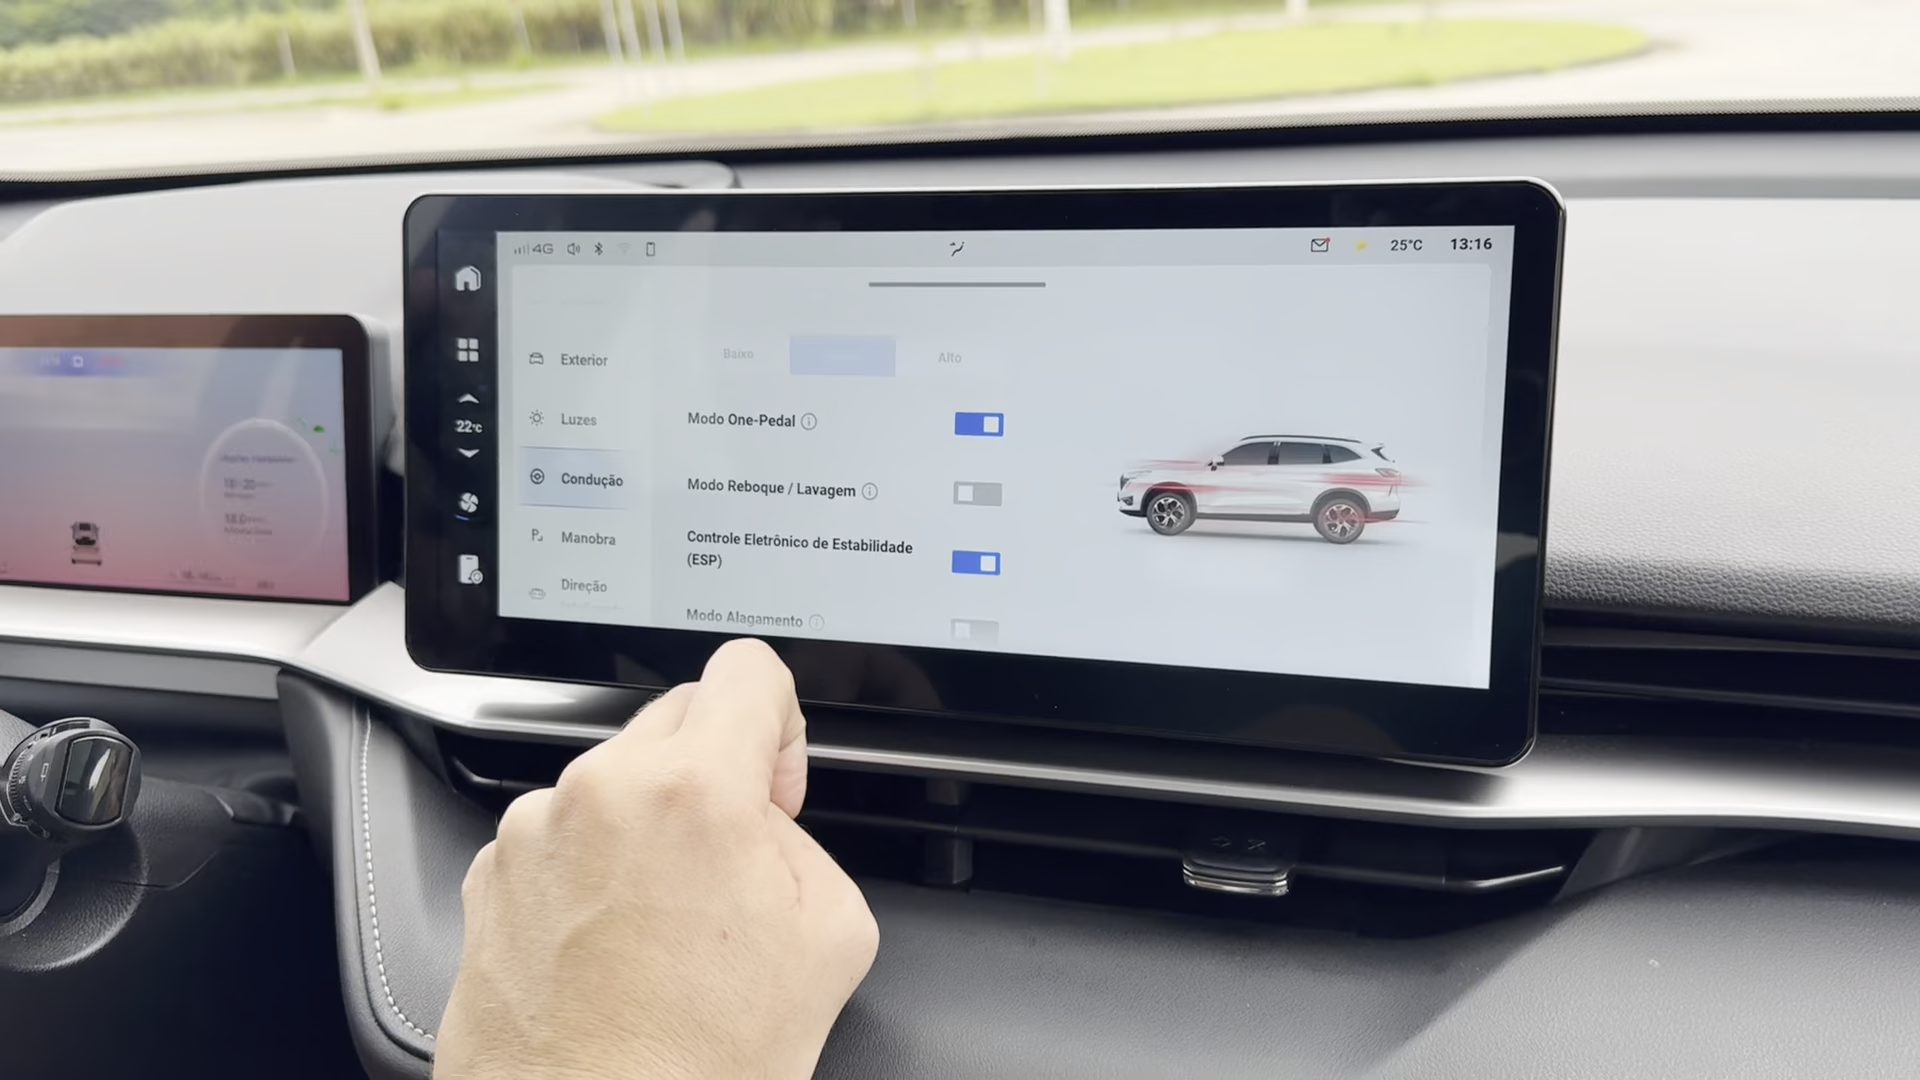 4G
25°C 13:16
Baixo
Alto
Exterior
Modo One-Pedal
Luzes
22°C
Condução
Modo Reboque / Lavagem
Controle Eletrônico de Estabilidade
(ESP)
Manobra
Direção
Modo Alagamento